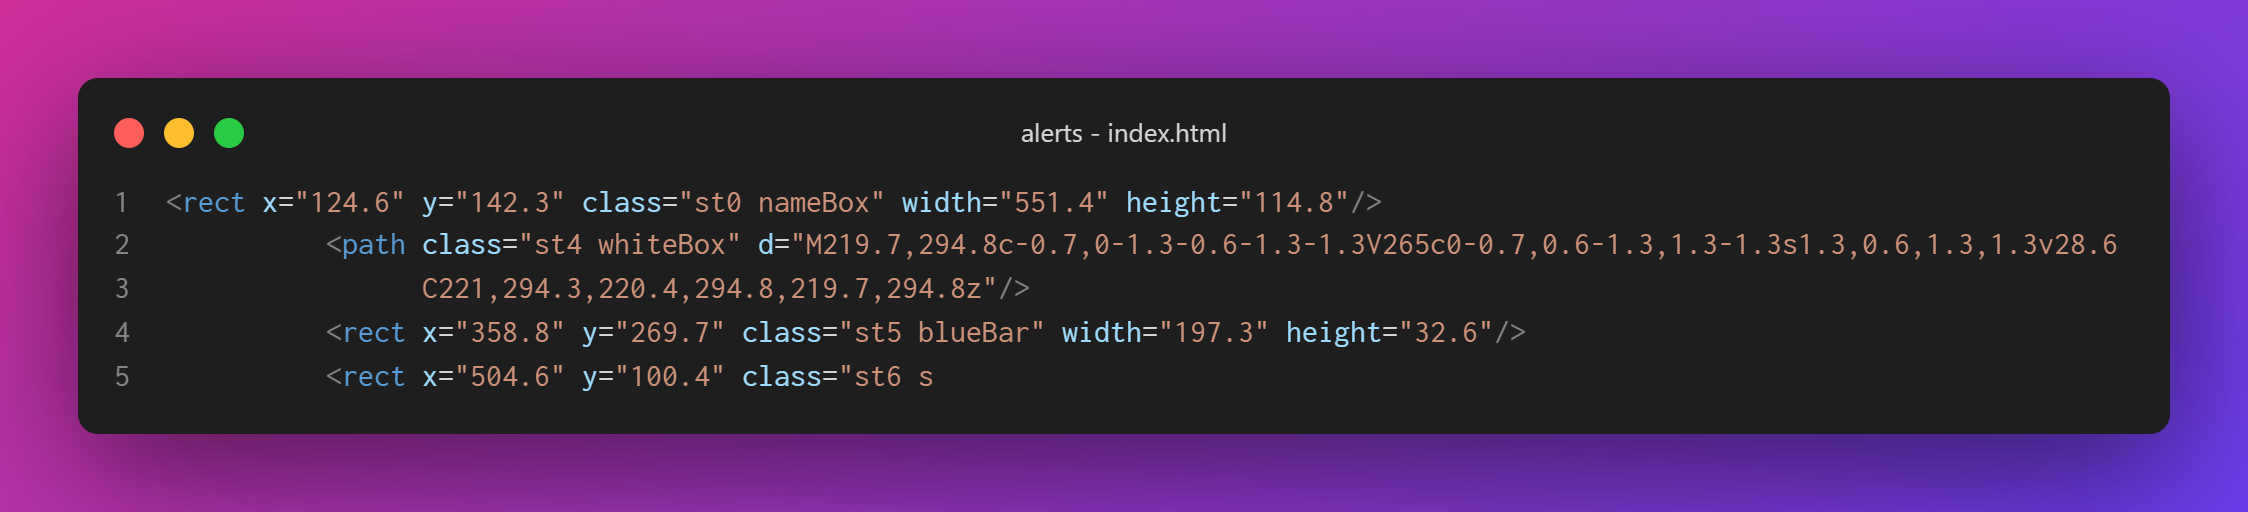 alerts - index.html
1 <rect x="124.6" y="142.3" class="st0 nameBox" width="551.4" height="114.8"/>
2 <path class="st4 whiteBox" d="M219.7,294.8c-0.7,0-1.3-0.6-1.3-1.3V265c0-0.7,0.6-1.3,1.3-1.3s1.3,0.6,1.3,1.3v28.6
3 C221,294.3,220.4,294.8,219.7,294.8z"/>
4 <rect x="358.8" y="269.7" class="st5 blueBar" width="197.3" height="32.6"/>
5 <rect x="504.6" y="100.4" class="st6 s